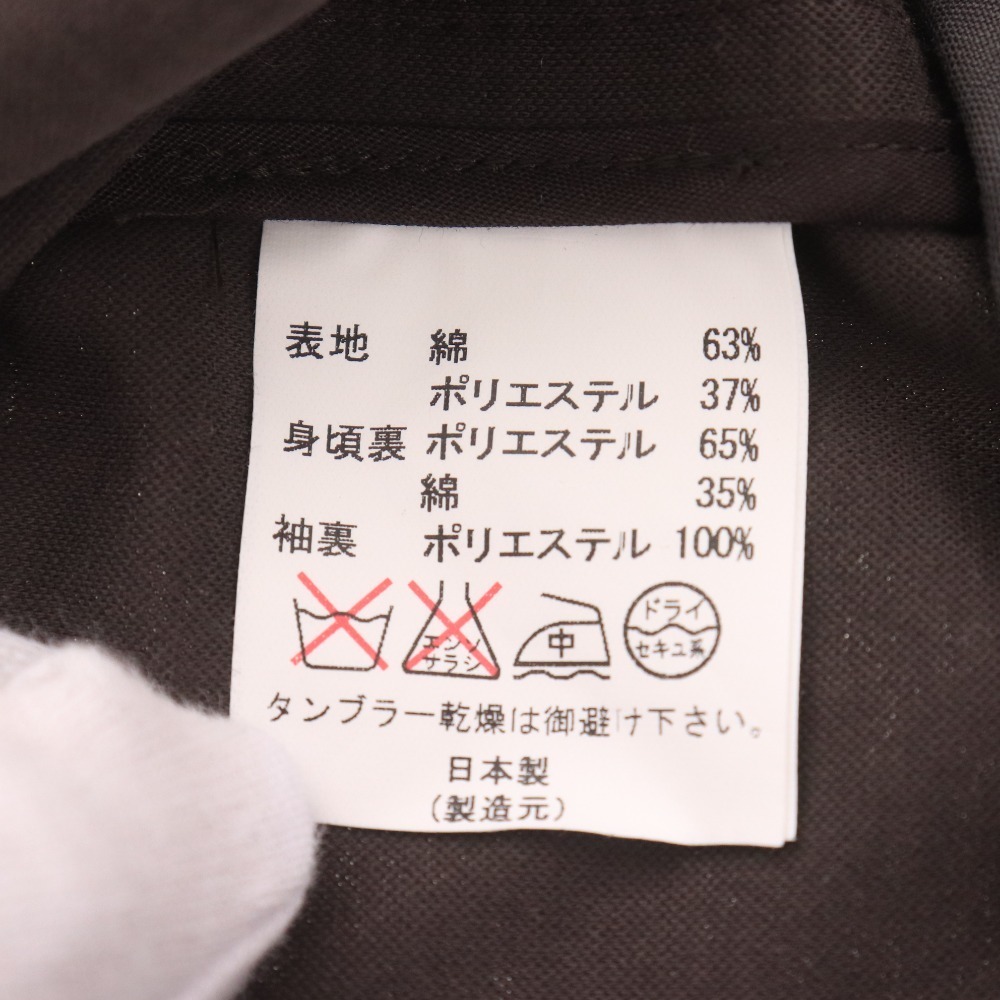 表地 綿 63%
ポリエステル 37%
身頃裏 ポリエステル 65%
綿 35%
袖裏 ポリエステル 100%
エンソ
サラシ
中
ドライ
セキユ系
タンブラー乾燥は御避け下さい。
日本製
(製造元)